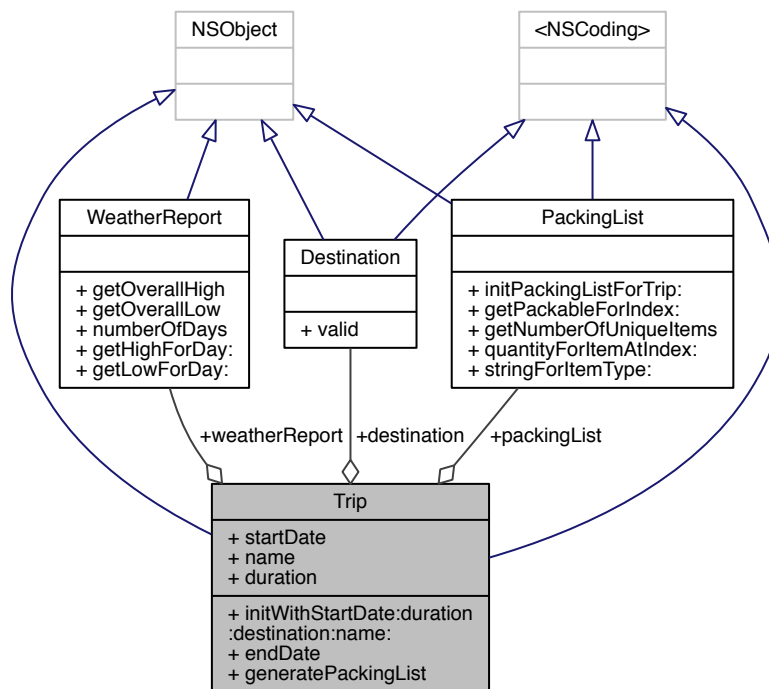 NSObject
<NSCoding>
WeatherReport
+ getOverallHigh
+ getOverallLow
+ numberOfDays
+ getHighForDay:
+ getLowForDay:
Destination
+ valid
PackingList
+ initPackingListForTrip:
+ getPackableForIndex:
+ getNumberOfUniqueItems
+ quantityForItemAtIndex:
+ stringForItemType:
+weatherReport
+destination
+packingList
Trip
+ startDate
+ name
+ duration
+ initWithStartDate:duration
:destination:name:
+ endDate
+ generatePackingList